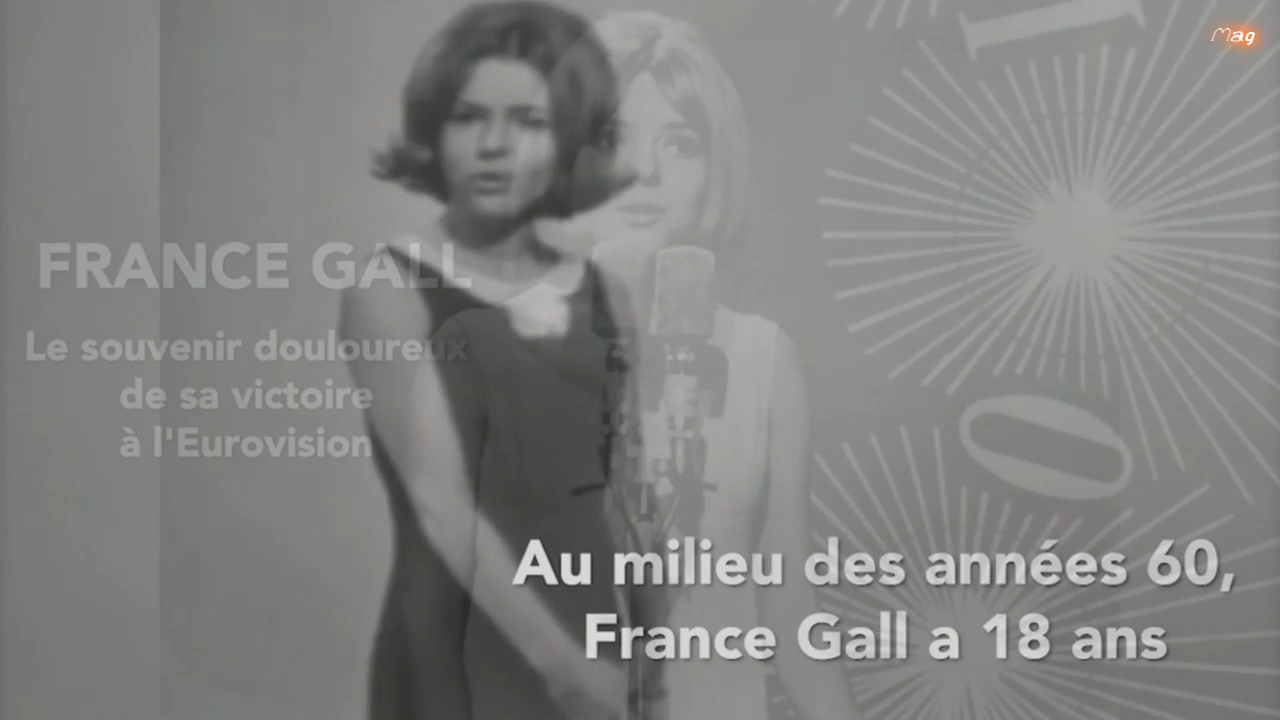 Mag
FRANCE GALL
Le souvenir douloureux
de sa victoire
à l'Eurovision
Au milieu des années 60,
France Gall a 18 ans